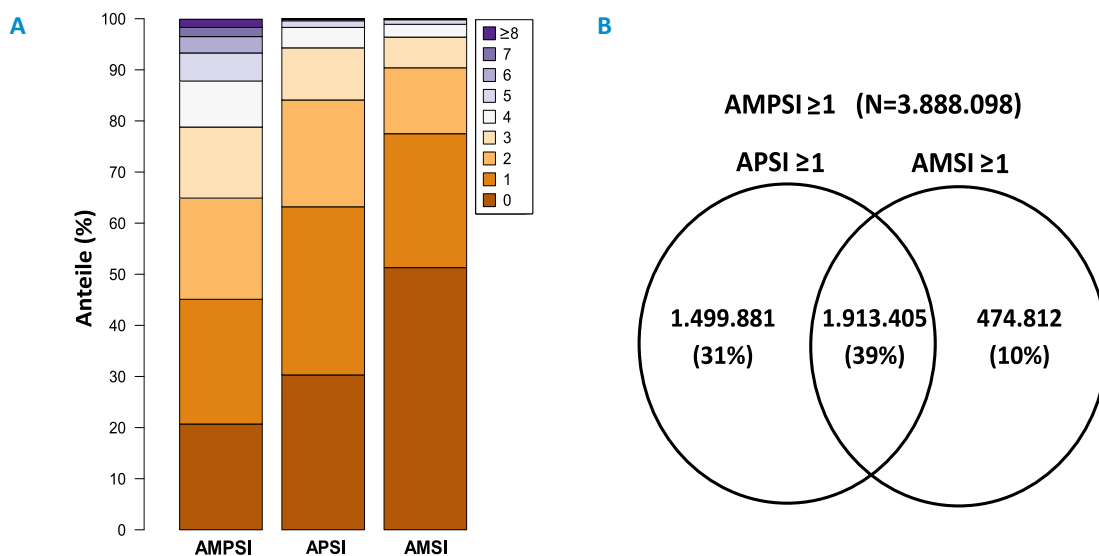 A
Anteile (%)
100
90
80
70
60
50
40
30
20
10
0
AMPSI
APSI
AMSI
≥8
7
6
5
4
3
2
1
0
B
AMPSI ≥1 (N=3.888.098)
APSI ≥1
AMSI ≥1
1.499.881
(31%)
1.913.405
(39%)
474.812
(10%)